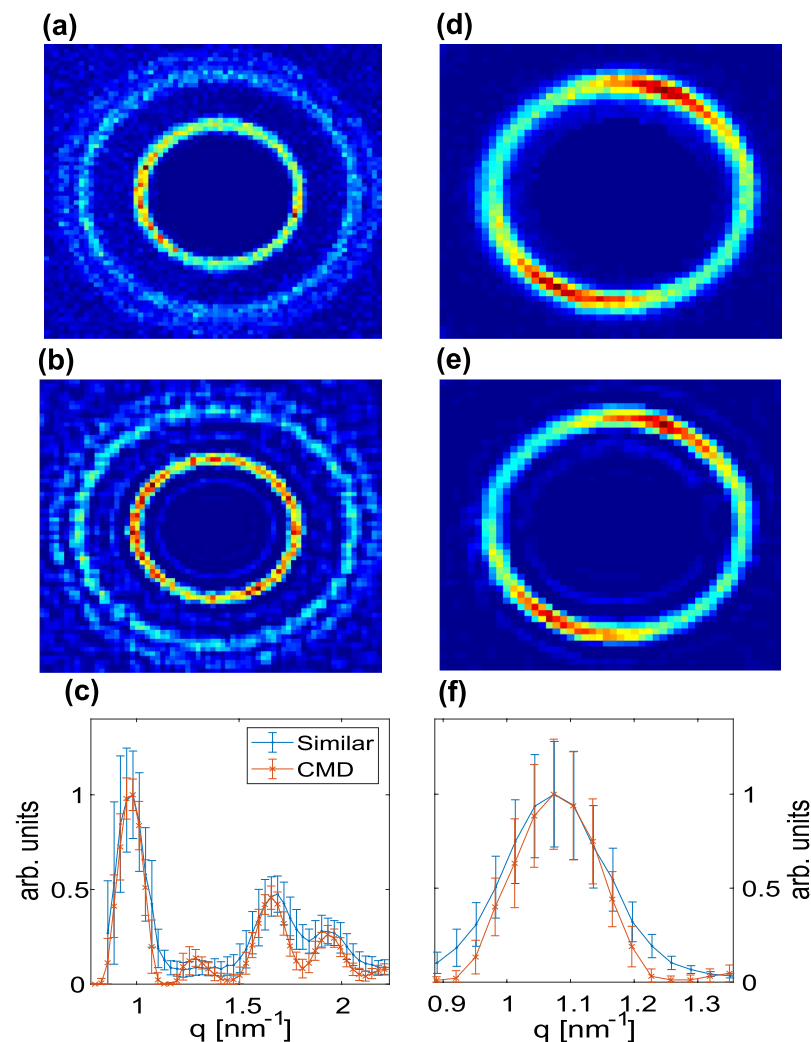 (a)
(d)
(b)
(e)
(c)
(f)
Similar
CMD
arb. units
1
0.5
0
1
1.5
2
q [nm⁻¹]
1
0.5
0
arb. units
0.9
1
1.1
1.2
1.3
q [nm⁻¹]